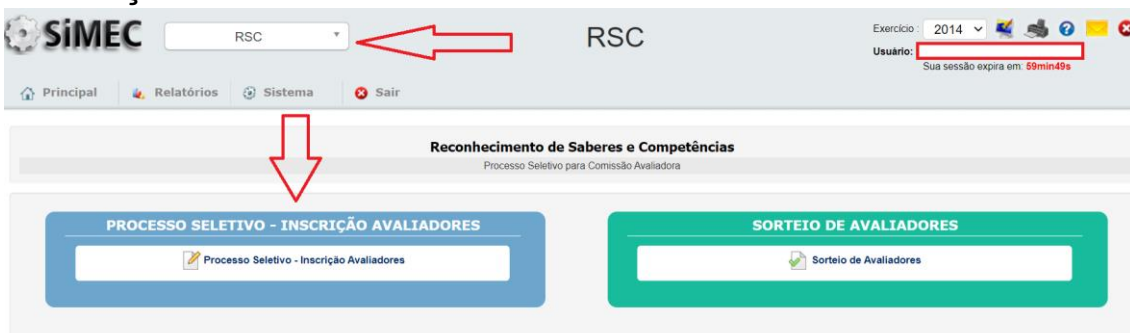 SiMEC
RSC
RSC
Exercício : 2014
Usuário:
Sua sessão expira em: 59min49s
Principal
Relatórios
Sistema
Sair
Reconhecimento de Saberes e Competências
Processo Seletivo para Comissão Avaliadora
PROCESSO SELETIVO - INSCRIÇÃO AVALIADORES
Processo Seletivo - Inscrição Avaliadores
SORTEIO DE AVALIADORES
Sorteio de Avaliadores